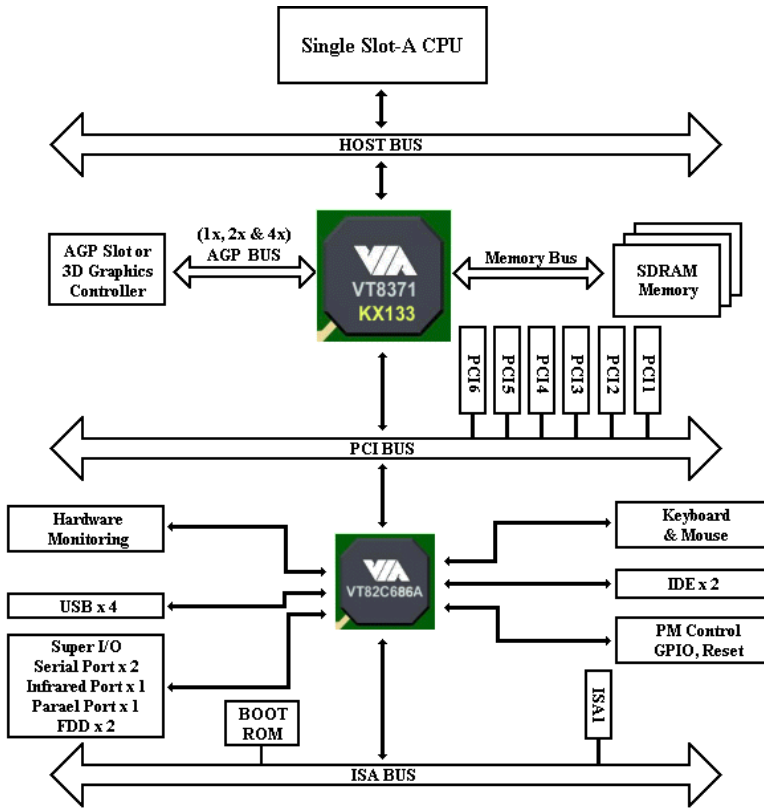 Single Slot-A CPU
HOST BUS
AGP Slot or
3D Graphics
Controller
(1x, 2x & 4x)
AGP BUS
VIA
VT8371
KX133
Memory Bus
SDRAM
Memory
PCI6
PCI5
PCI4
PCI3
PCI2
PCI1
PCI BUS
Hardware
Monitoring
USB x 4
Super I/O
Serial Port x 2
Infrared Port x 1
Parael Port x 1
FDD x 2
VIA
VT82C686A
Keyboard
& Mouse
IDE x 2
PM Control
GPIO, Reset
BOOT
ROM
ISA1
ISA BUS